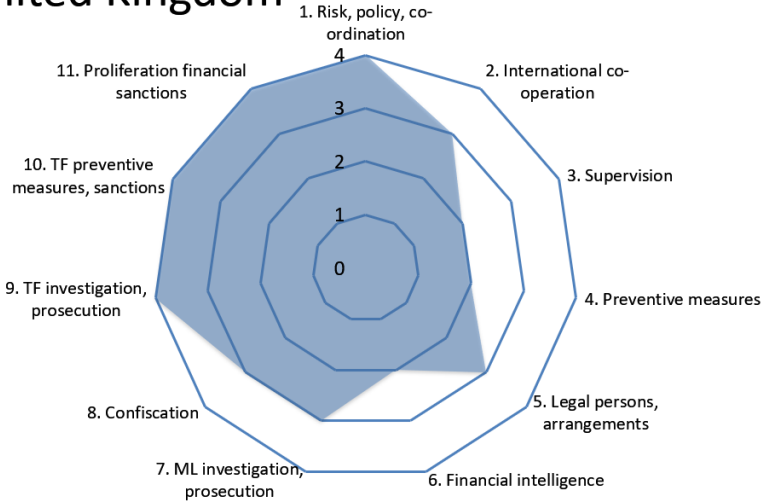 United Kingdom
1. Risk, policy, co-
ordination
2. International co-
operation
3. Supervision
4. Preventive measures
5. Legal persons,
arrangements
6. Financial intelligence
7. ML investigation,
prosecution
8. Confiscation
9. TF investigation,
prosecution
10. TF preventive
measures, sanctions
11. Proliferation financial
sanctions
4
3
2
1
0